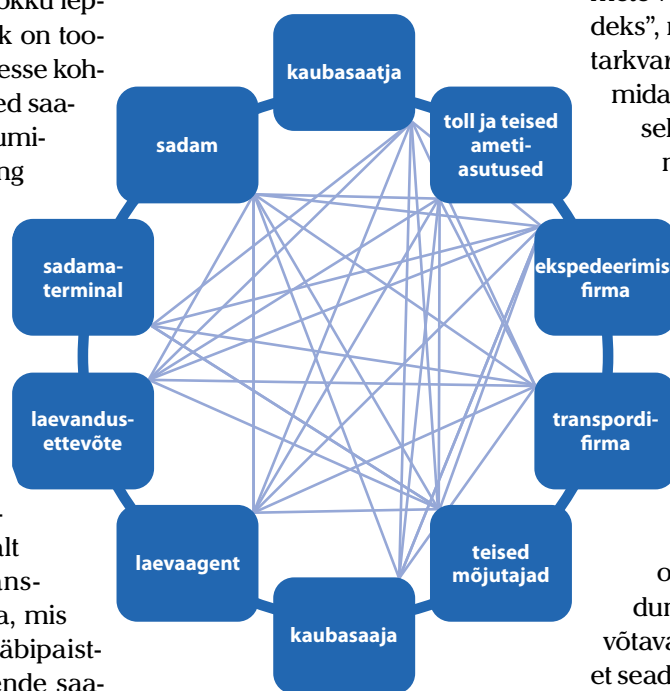 okku lep-
k on too-
esse koh-
ed saa-
umi-
ng
deks”,
tarkvar
mida
sel
kaubasaatja
toll ja teised
ameti-
asutused
ekspedeerimis
firma
transpordi-
firma
teised
mõjutajad
kaubasaaja
laevaagent
laevandus-
ettevõte
sadama-
terminal
sadam
alt
ans-
a, mis
äbipaist-
ende saa-
o
dur
võtava
et sead